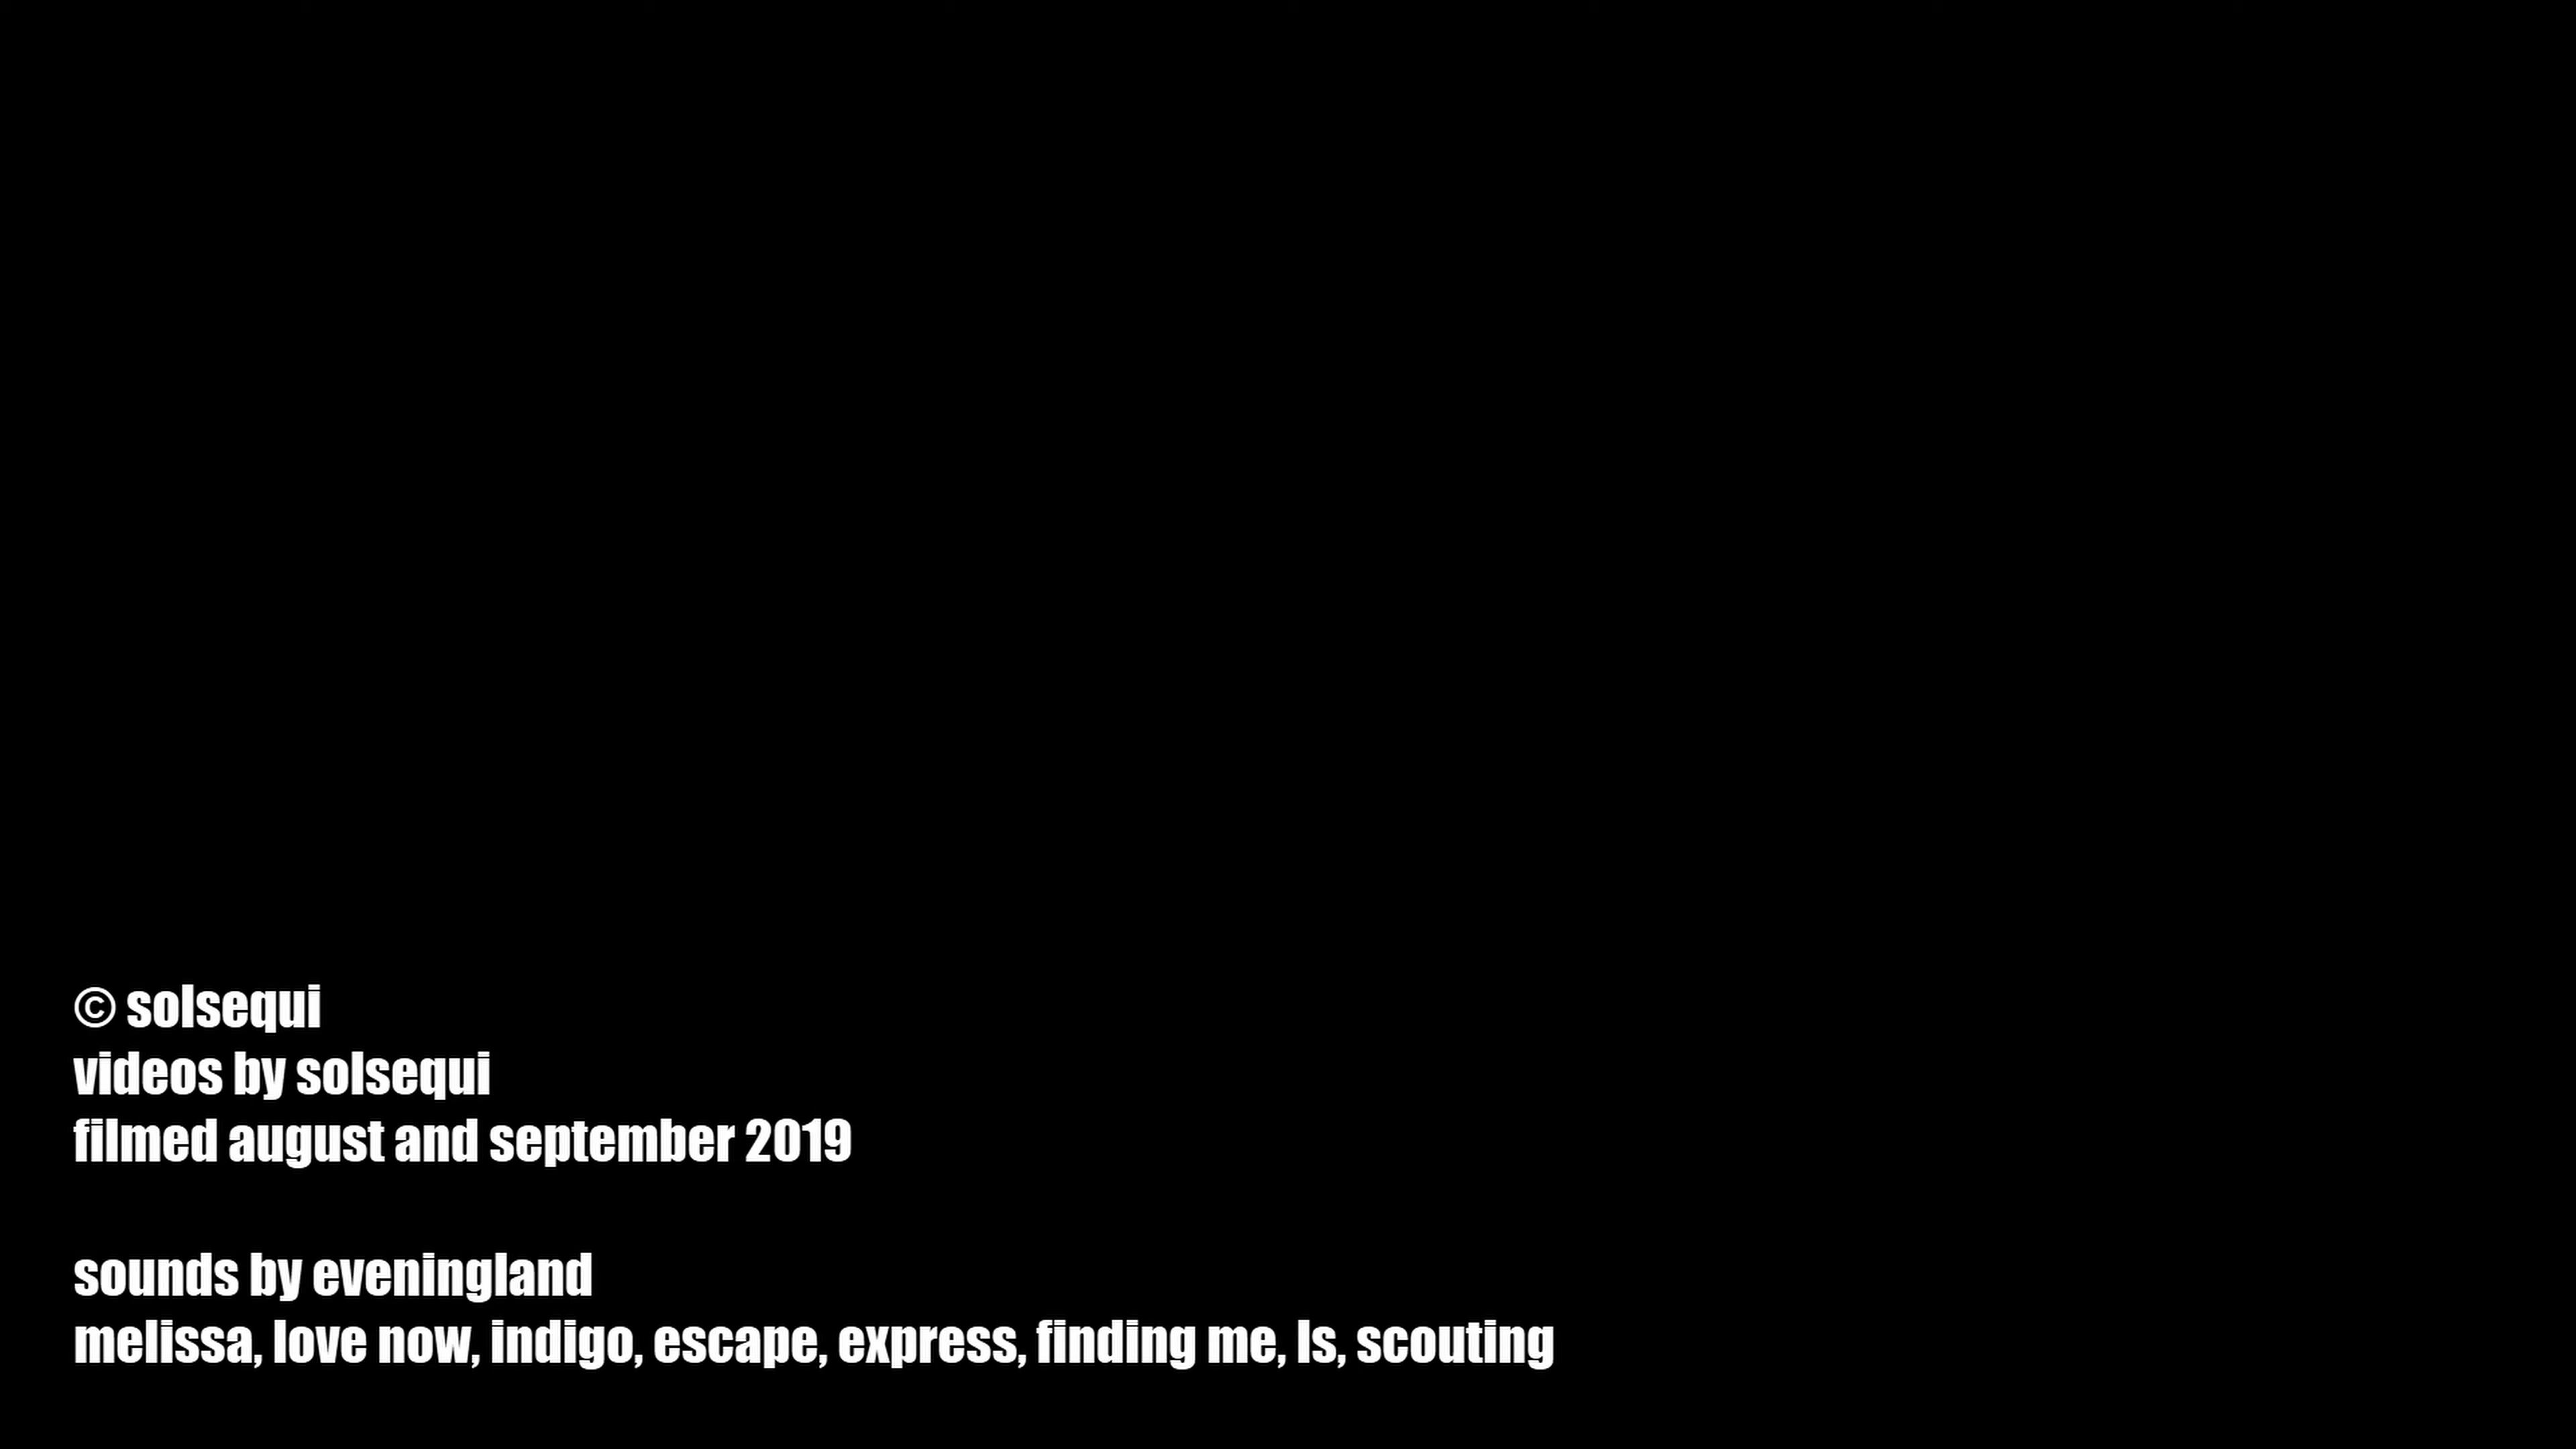 © solsequi
videos by solsequi
filmed august and september 2019
sounds by eveningland
melissa, love now, indigo, escape, express, finding me, ls, scouting